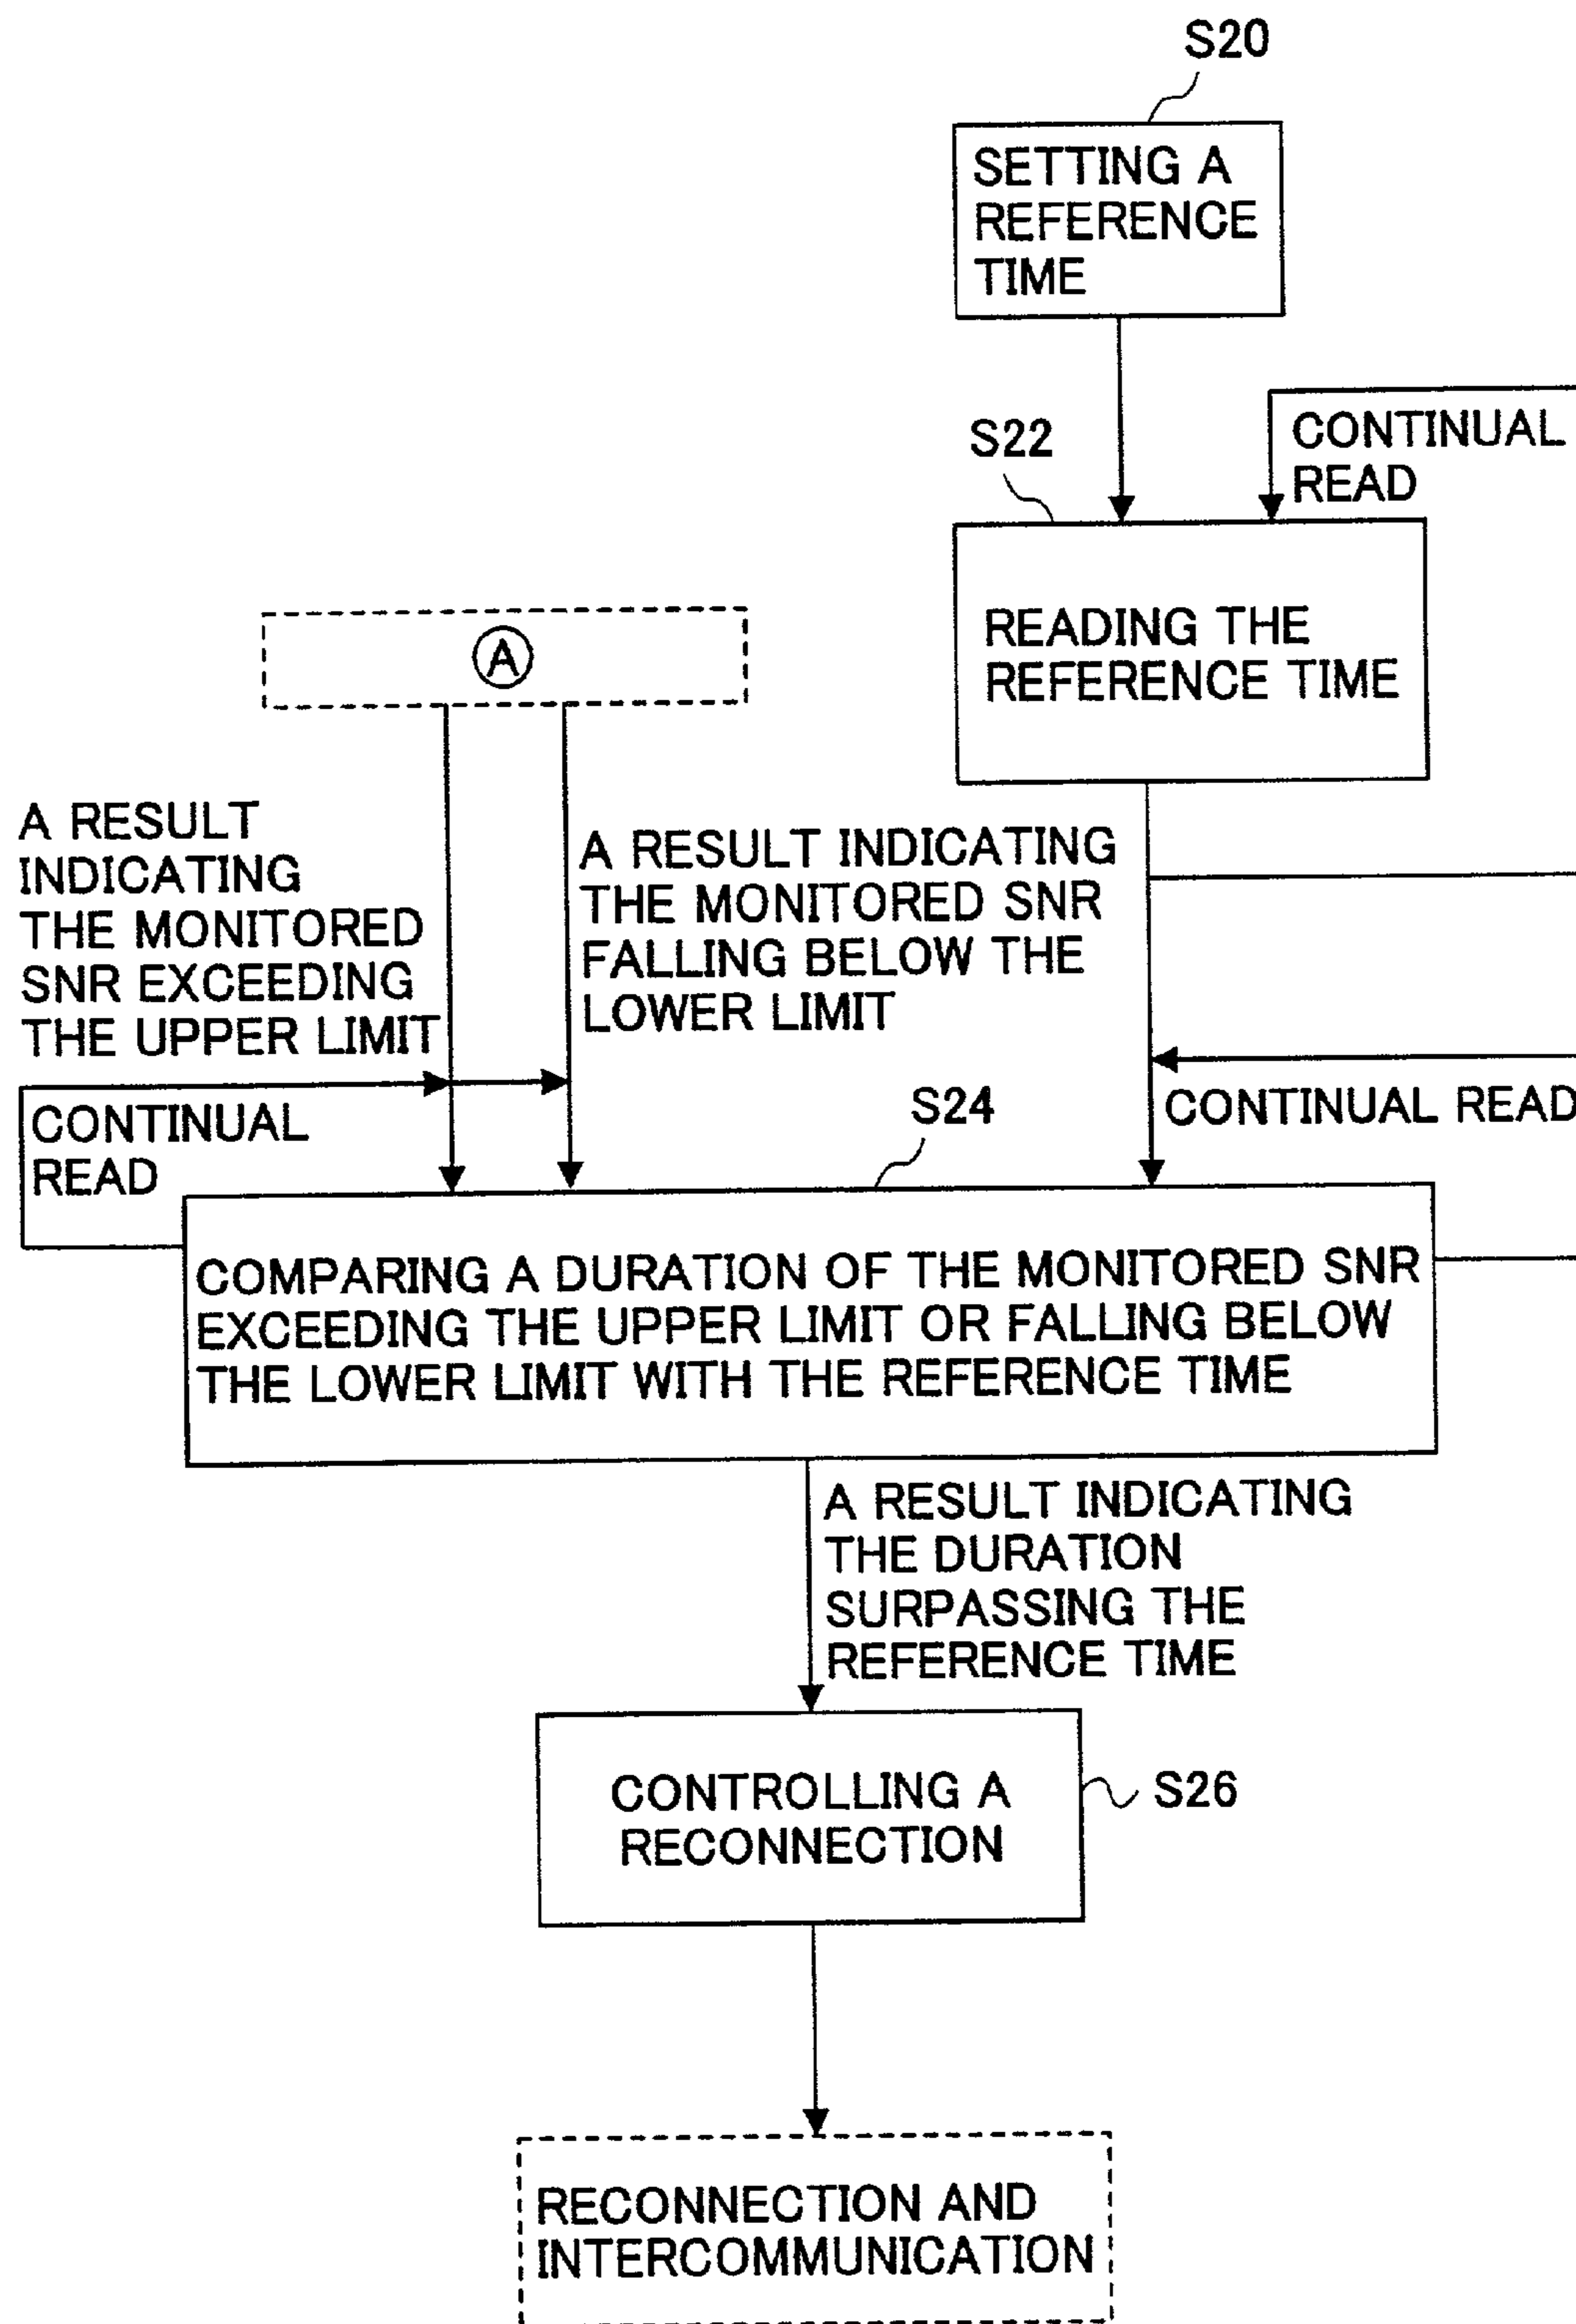 S20
SETTING A
REFERENCE
TIME
CONTINUAL
READ
S22
READING THE
REFERENCE TIME
A
A RESULT
INDICATING
THE MONITORED
SNR EXCEEDING
THE UPPER LIMIT
A RESULT INDICATING
THE MONITORED SNR
FALLING BELOW THE
LOWER LIMIT
CONTINUAL
READ
S24
CONTINUAL READ
COMPARING A DURATION OF THE MONITORED SNR
EXCEEDING THE UPPER LIMIT OR FALLING BELOW
THE LOWER LIMIT WITH THE REFERENCE TIME
A RESULT INDICATING
THE DURATION
SURPASSING THE
REFERENCE TIME
CONTROLLING A
RECONNECTION
S26
RECONNECTION AND
INTERCOMMUNICATION